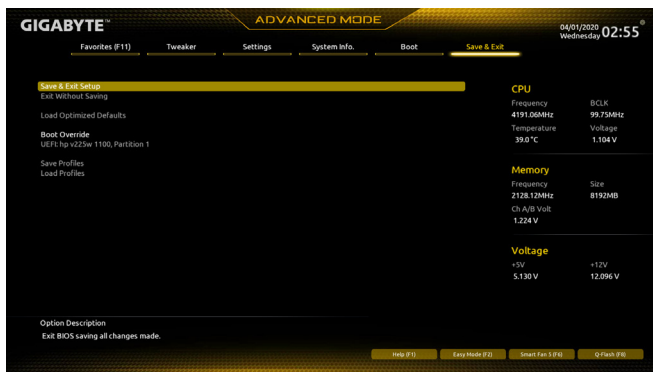 GIGABYTE™
ADVANCED MODE
04/01/2020
Wednesday 02:55
Favorites (F11) Tweaker Settings System Info. Boot Save & Exit
Save & Exit Setup
Exit Without Saving
Load Optimized Defaults
Boot Override
UEFI: hp v225w 1100, Partition 1
Save Profiles
Load Profiles
CPU
Frequency BCLK
4191.06MHz 99.75MHz
Temperature Voltage
39.0 °C 1.104 V
Memory
Frequency Size
2128.12MHz 8192MB
Ch A/B Volt
1.224 V
Voltage
+5V +12V
5.130 V 12.096 V
Option Description
Exit BIOS saving all changes made.
Help (F1) Easy Mode (F2) Smart Fan 5 (F6) Q-Flash (F8)